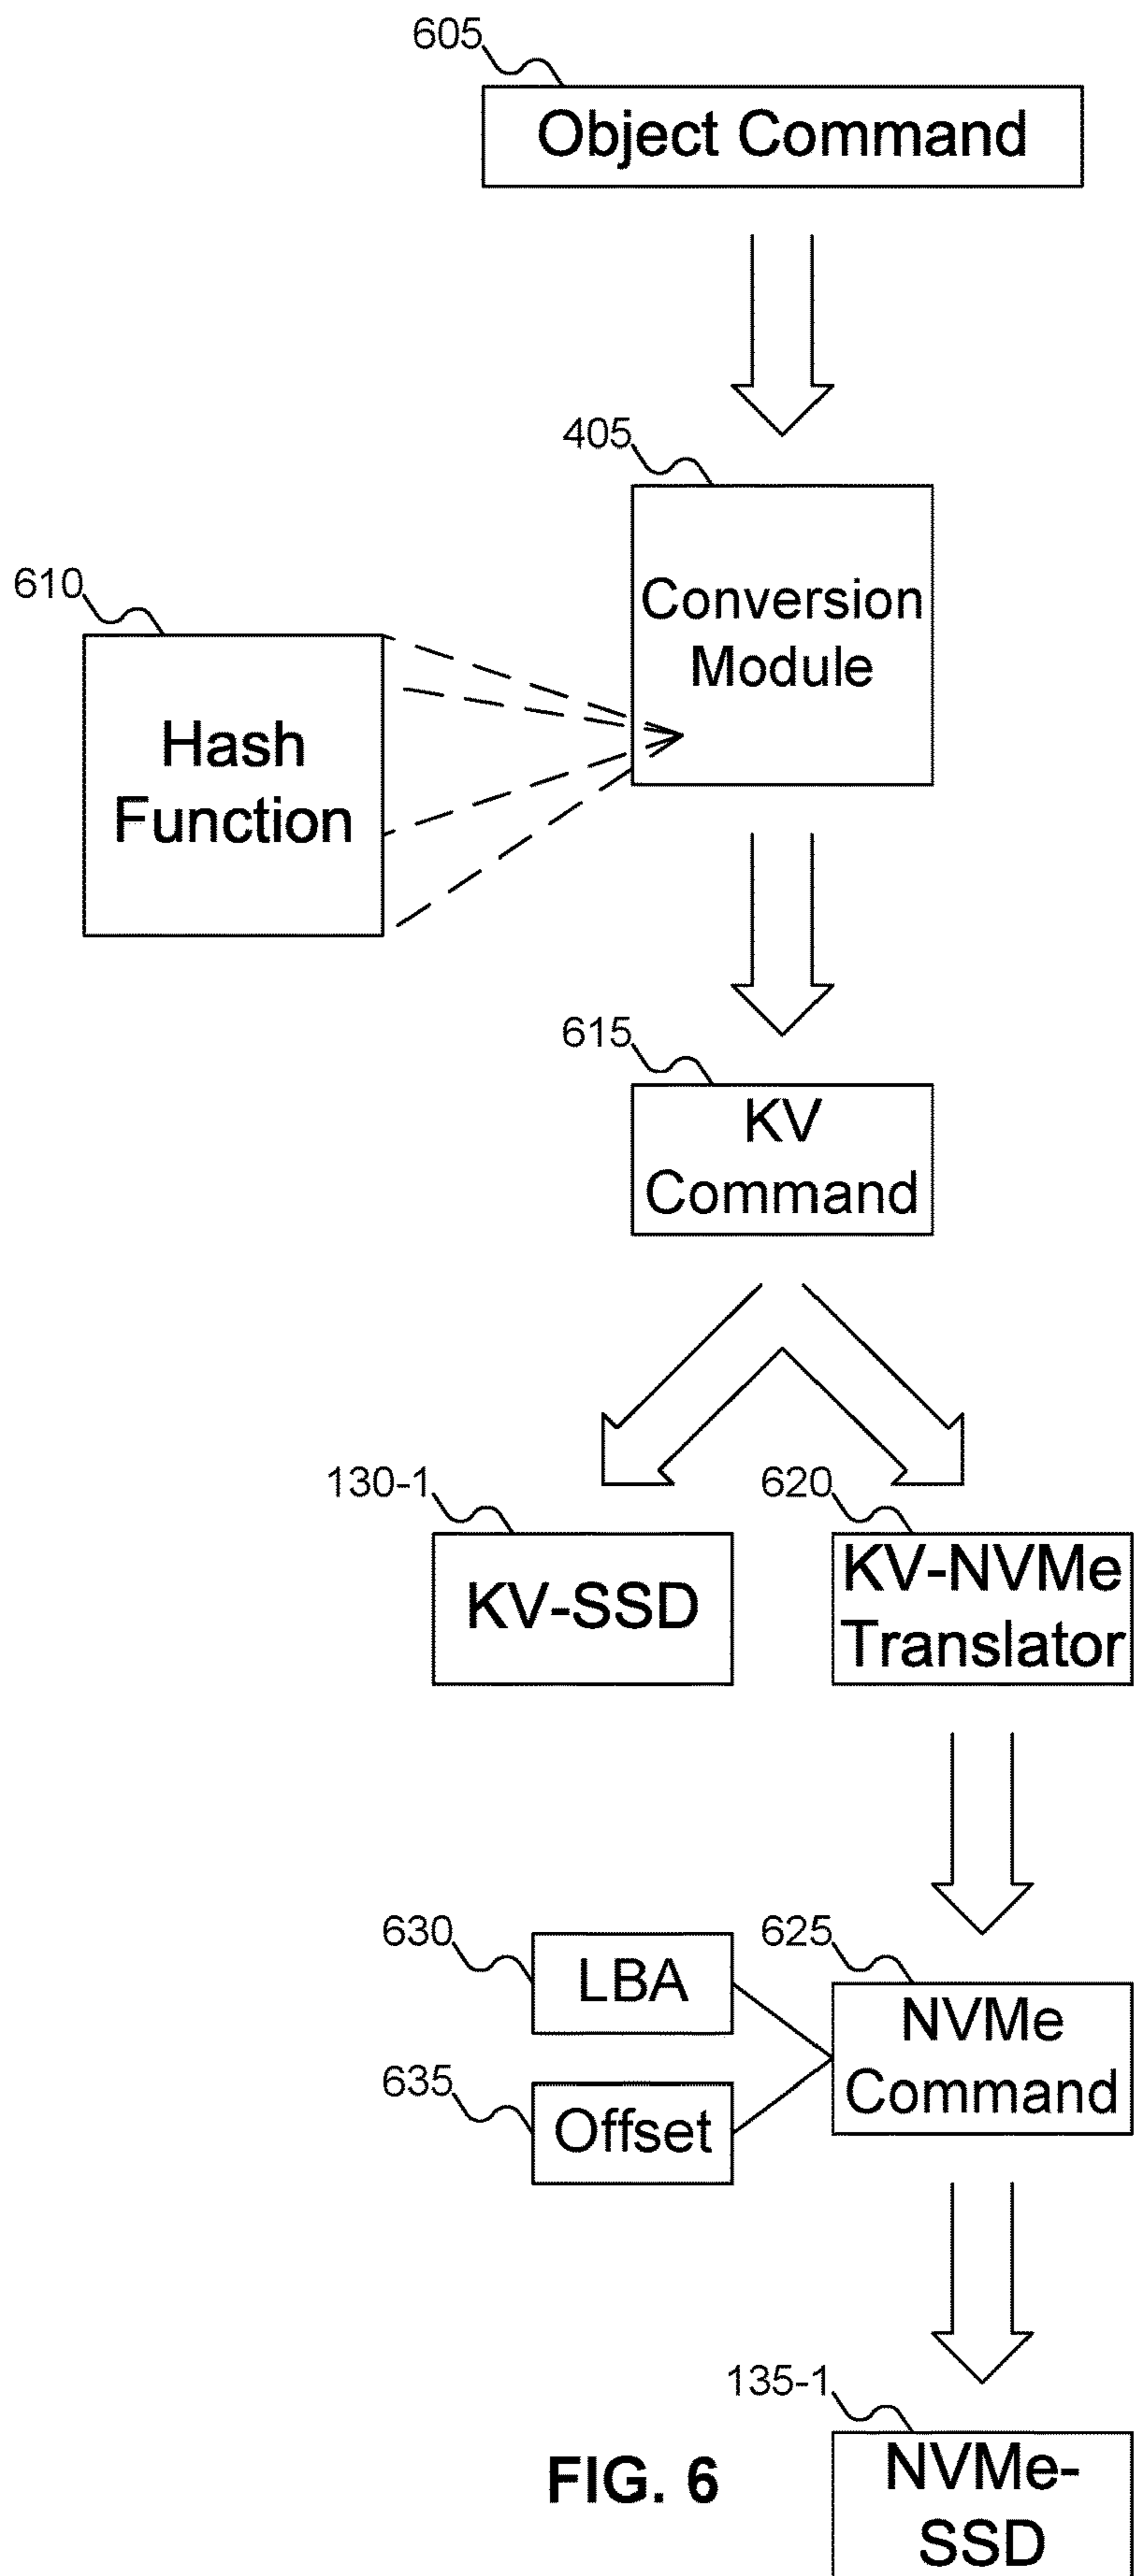 605
Object Command
405
Conversion
Module
610
Hash
Function
615
KV
Command
130-1
KV-SSD
620
KV-NVMe
Translator
630
LBA
625
NVMe
Command
635
Offset
135-1
NVMe-
SSD
FIG. 6